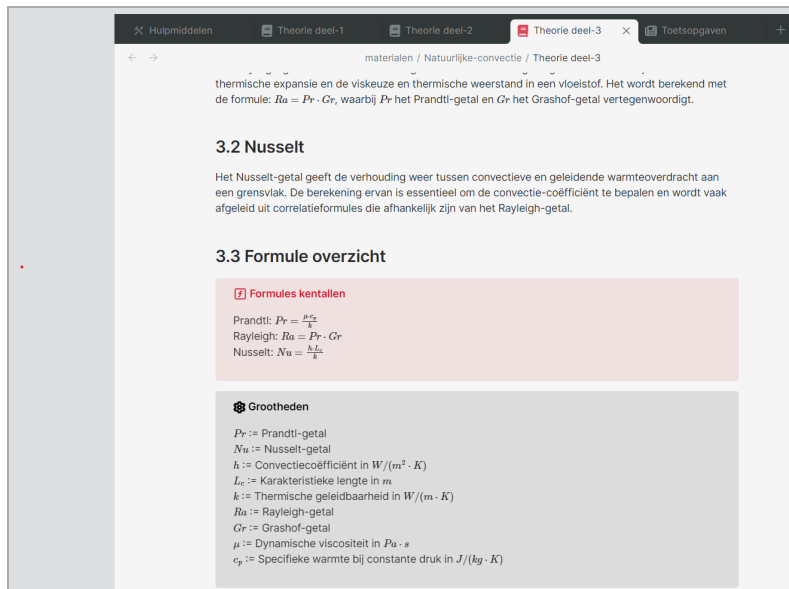 Hulpmiddelen
Theorie deel-1
Theorie deel-2
Theorie deel-3
Toetsopgaven
materialen / Natuurlijke-convectie / Theorie deel-3
thermische expansie en de viskeuze en thermische weerstand in een vloeistof. Het wordt berekend met
de formule: Ra = Pr · Gr, waarbij Pr het Prandtl-getal en Gr het Grashof-getal vertegenwoordigt.
3.2 Nusselt
Het Nusselt-getal geeft de verhouding weer tussen convectieve en geleidende warmteoverdracht aan
een grensvlak. De berekening ervan is essentieel om de convectie-coëfficiënt te bepalen en wordt vaak
afgeleid uit correlatieformules die afhankelijk zijn van het Rayleigh-getal.
3.3 Formule overzicht
Formules kentallen
Prandtl: Pr = μ·c_p / k
Rayleigh: Ra = Pr · Gr
Nusselt: Nu = h·L_c / k
Grootheden
Pr := Prandtl-getal
Nu := Nusselt-getal
h := Convectiecoëfficiënt in W/(m² · K)
L_c := Karakteristieke lengte in m
k := Thermische geleidbaarheid in W/(m · K)
Ra := Rayleigh-getal
Gr := Grashof-getal
μ := Dynamische viscositeit in Pa · s
c_p := Specifieke warmte bij constante druk in J/(kg · K)